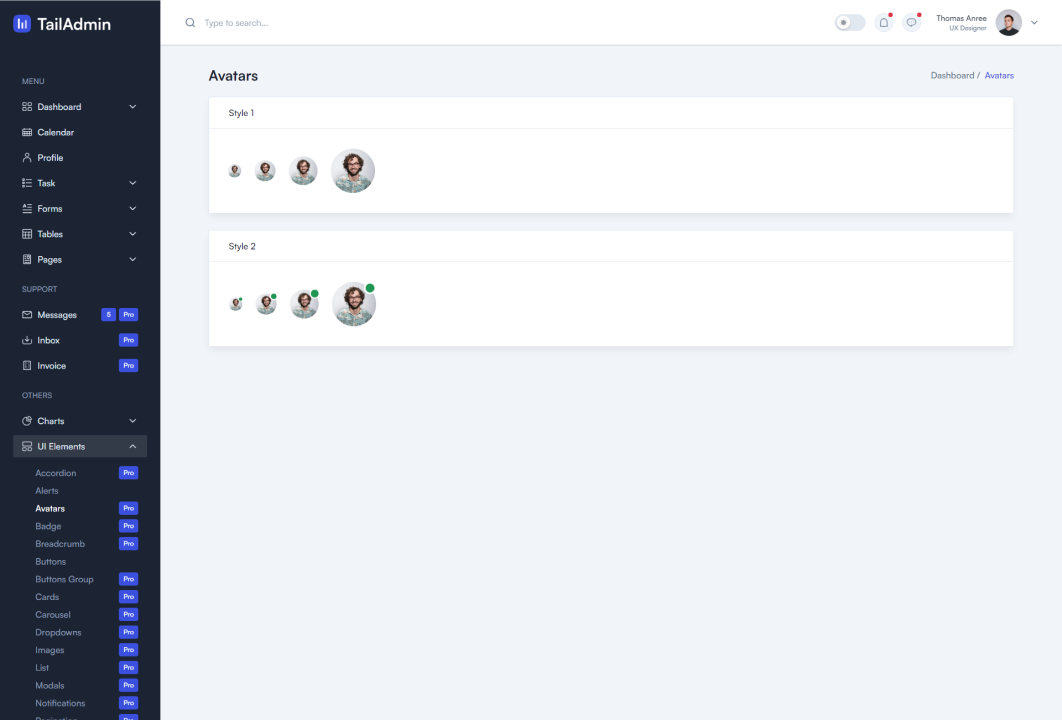 TailAdmin
Type to search...
Thomas Anree
UX Designer
MENU
Dashboard
Calendar
Profile
Task
Forms
Tables
Pages
SUPPORT
Messages 5 Pro
Inbox Pro
Invoice Pro
OTHERS
Charts
UI Elements
Accordion Pro
Alerts
Avatars Pro
Badge Pro
Breadcrumb Pro
Buttons
Buttons Group Pro
Cards Pro
Carousel Pro
Dropdowns Pro
Images Pro
List Pro
Modals Pro
Notifications Pro
Pagination Pro
Avatars
Dashboard / Avatars
Style 1
Style 2